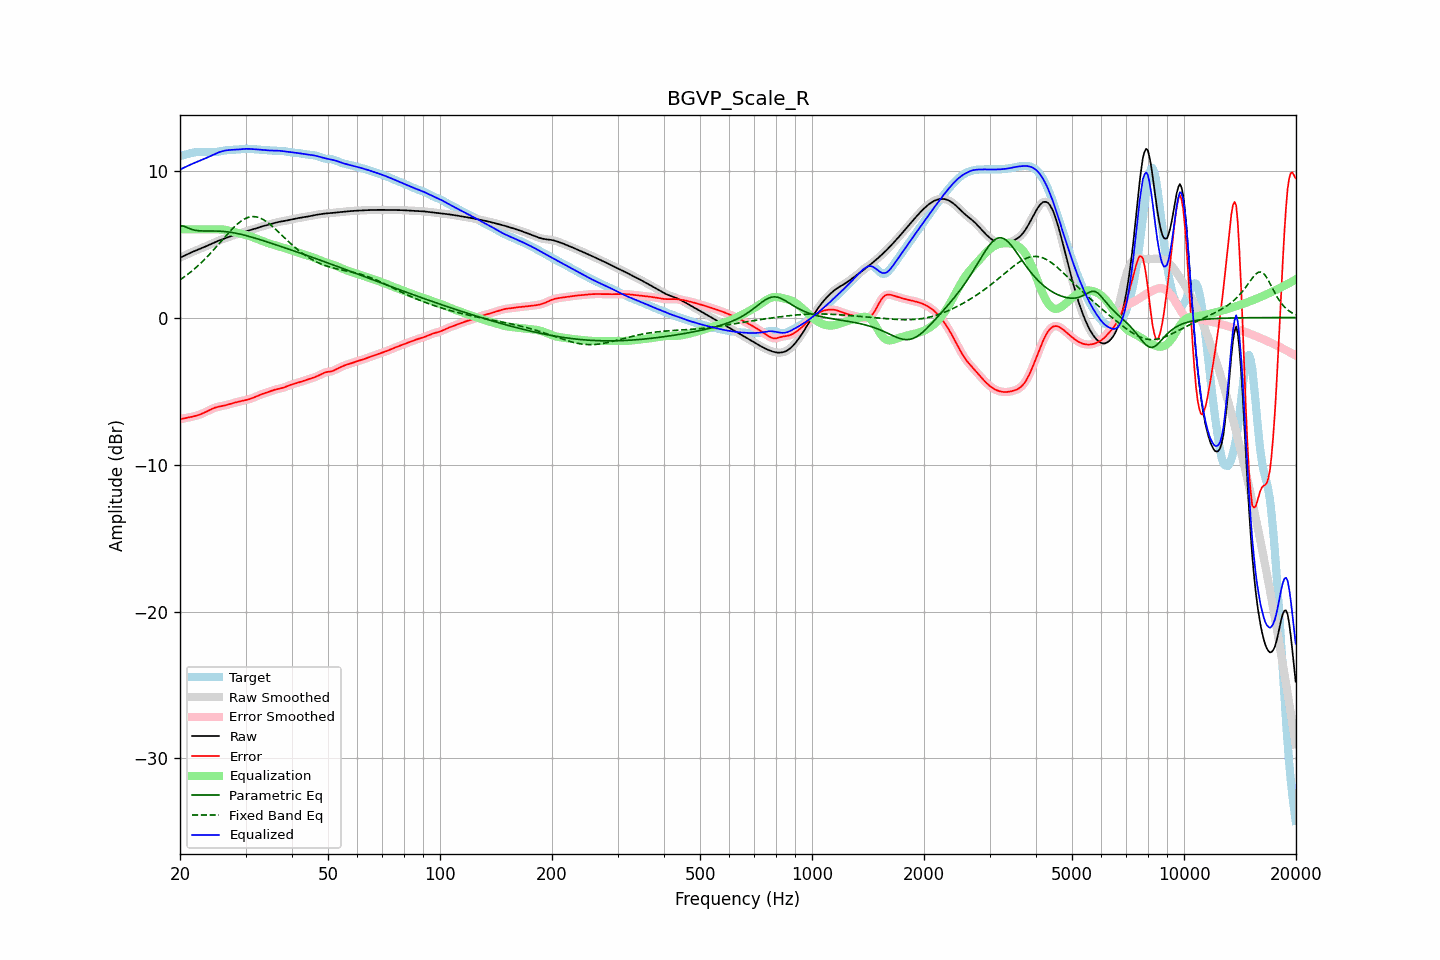 BGVP_Scale_R
10
0
−10
−20
−30
Amplitude (dBr)
Target
Raw Smoothed
Error Smoothed
Raw
Error
Equalization
Parametric Eq
Fixed Band Eq
Equalized
20 50 100 200 500 1000 2000 5000 10000 20000
Frequency (Hz)